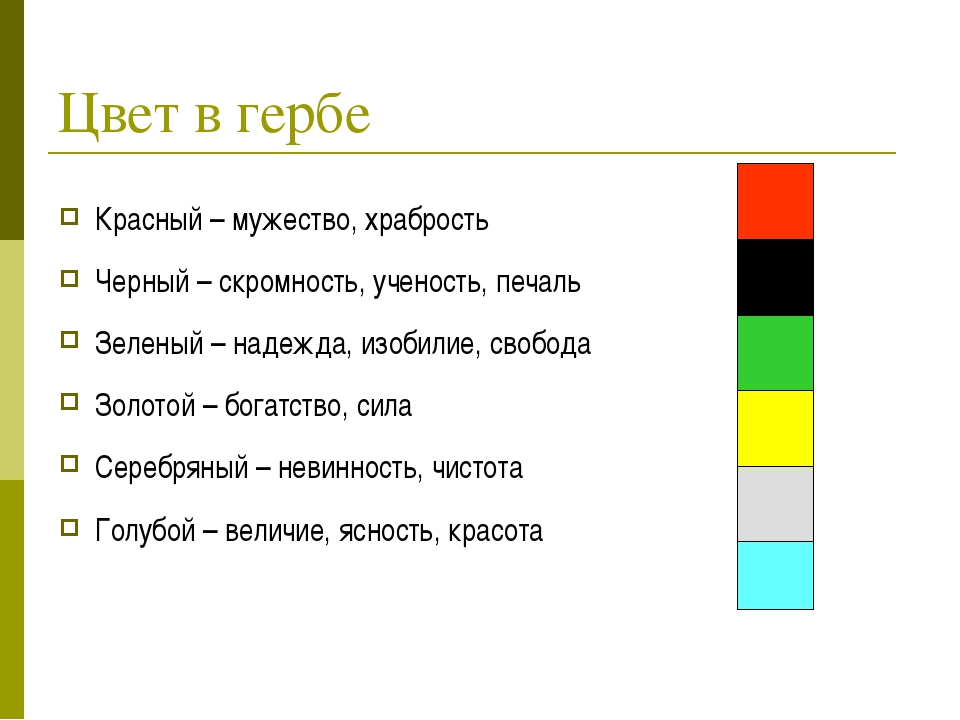 Цвет в гербе
Красный – мужество, храбрость
Черный – скромность, ученость, печаль
Зеленый – надежда, изобилие, свобода
Золотой – богатство, сила
Серебряный – невинность, чистота
Голубой – величие, ясность, красота